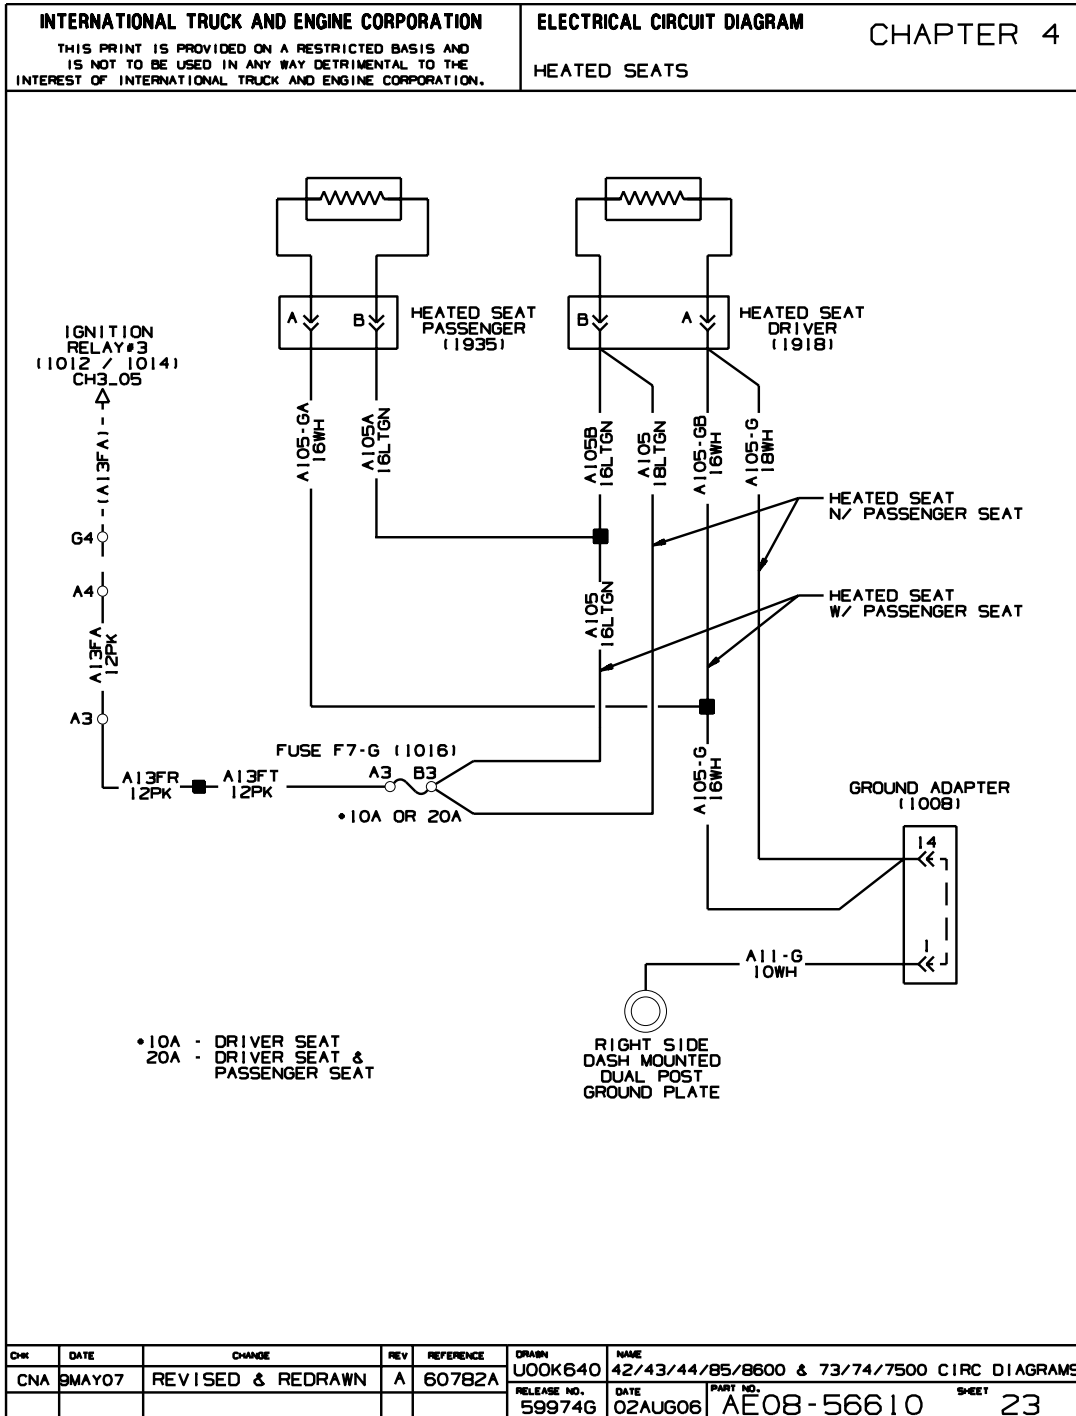 INTERNATIONAL TRUCK AND ENGINE CORPORATION
THIS PRINT IS PROVIDED ON A RESTRICTED BASIS AND
IS NOT TO BE USED IN ANY WAY DETRIMENTAL TO THE
INTEREST OF INTERNATIONAL TRUCK AND ENGINE CORPORATION.
ELECTRICAL CIRCUIT DIAGRAM
HEATED SEATS
CHAPTER 4
A
B
HEATED SEAT
PASSENGER
(1935)
B
A
HEATED SEAT
DRIVER
(1918)
IGNITION
RELAY#3
(1012 / 1014)
CH3_05
(A13FA)
G4
A4
A13FA
12PK
A3
A13FR
12PK
A13FT
12PK
A105-GA
16WH
A105A
16LTGN
A105B
16LTGN
A105
18LTGN
A105-GB
16WH
A105-G
18WH
HEATED SEAT
N/ PASSENGER SEAT
HEATED SEAT
W/ PASSENGER SEAT
A105
16LTGN
FUSE F7-G (1016)
A3
B3
*10A OR 20A
A105-G
16WH
GROUND ADAPTER
(1008)
14
1
A11-G
10WH
RIGHT SIDE
DASH MOUNTED
DUAL POST
GROUND PLATE
*10A - DRIVER SEAT
20A - DRIVER SEAT &
PASSENGER SEAT
CHK DATE CHANGE REV REFERENCE
CNA 9MAY07 REVISED & REDRAWN A 60782A
DRAWN
U00K640
NAME
42/43/44/85/8600 & 73/74/7500 CIRC DIAGRAMS
RELEASE NO.
59974G
DATE
02AUG06
PART NO.
AE08-56610
SHEET
23